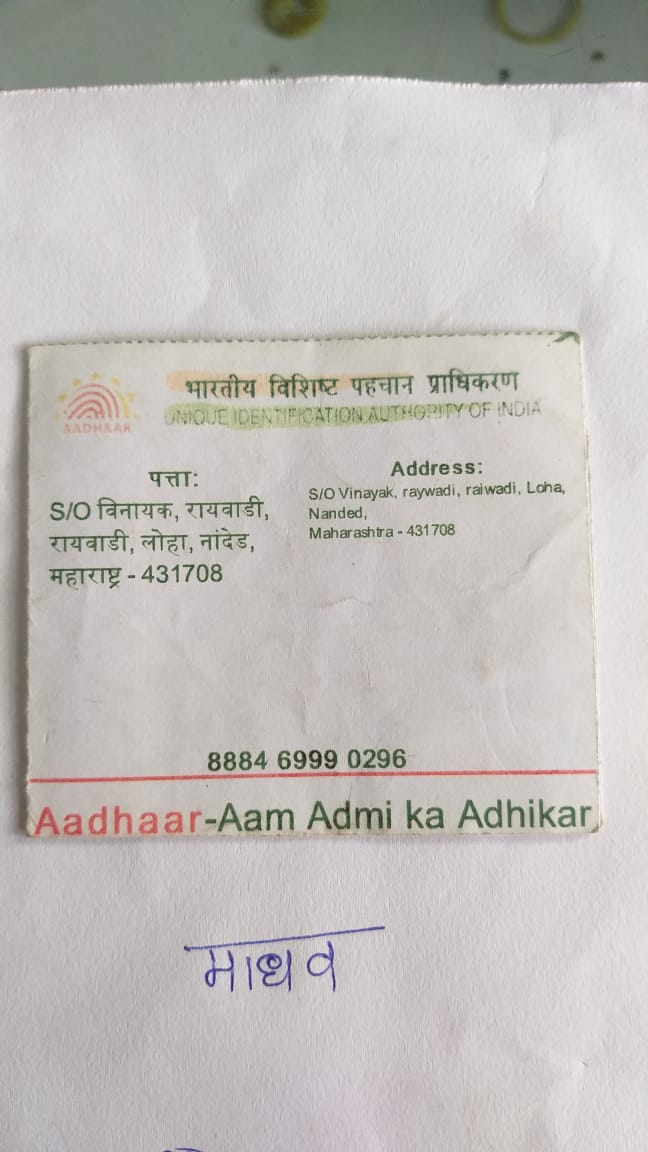 भारतीय विशिष्ट पहचान प्राधिकरण
UNIQUE IDENTIFICATION AUTHORITY OF INDIA
AADHAAR
पत्ता:
S/O विनायक, रायवाडी,
रायवाडी, लोहा, नांदेड,
महाराष्ट्र - 431708
Address:
S/O Vinayak, raywadi, raiwadi, Loha,
Nanded,
Maharashtra - 431708
8884 6999 0296
Aadhaar-Aam Admi ka Adhikar
माधव